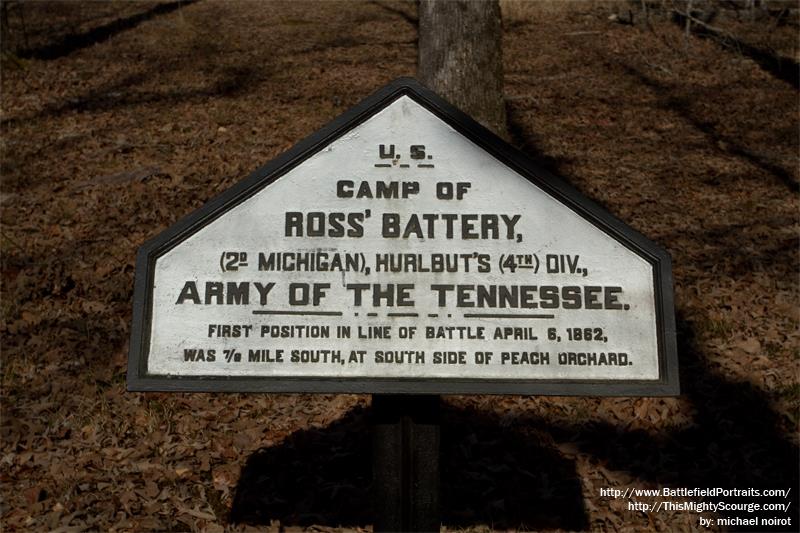 U. S.
CAMP OF
ROSS' BATTERY,
(2D MICHIGAN), HURLBUT'S (4TH) DIV.,
ARMY OF THE TENNESSEE.
FIRST POSITION IN LINE OF BATTLE APRIL 6, 1862,
WAS 7/8 MILE SOUTH, AT SOUTH SIDE OF PEACH ORCHARD.
http://www.BattlefieldPortraits.com/
http://ThisMightyScourge.com/
by: michael noirot